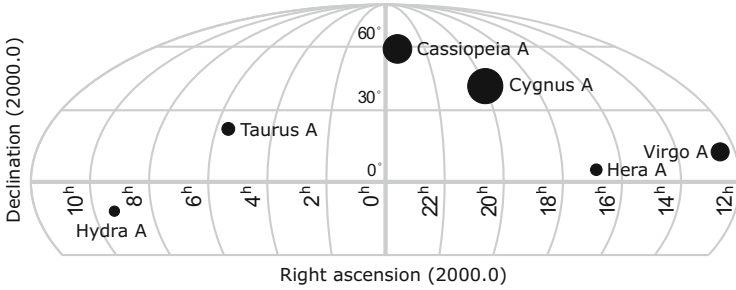 60°
Cassiopeia A
Cygnus A
30°
Taurus A
Virgo A
0°
Hera A
10h
8h
6h
4h
2h
0h
22h
20h
18h
16h
14h
12h
Hydra A
Declination (2000.0)
Right ascension (2000.0)